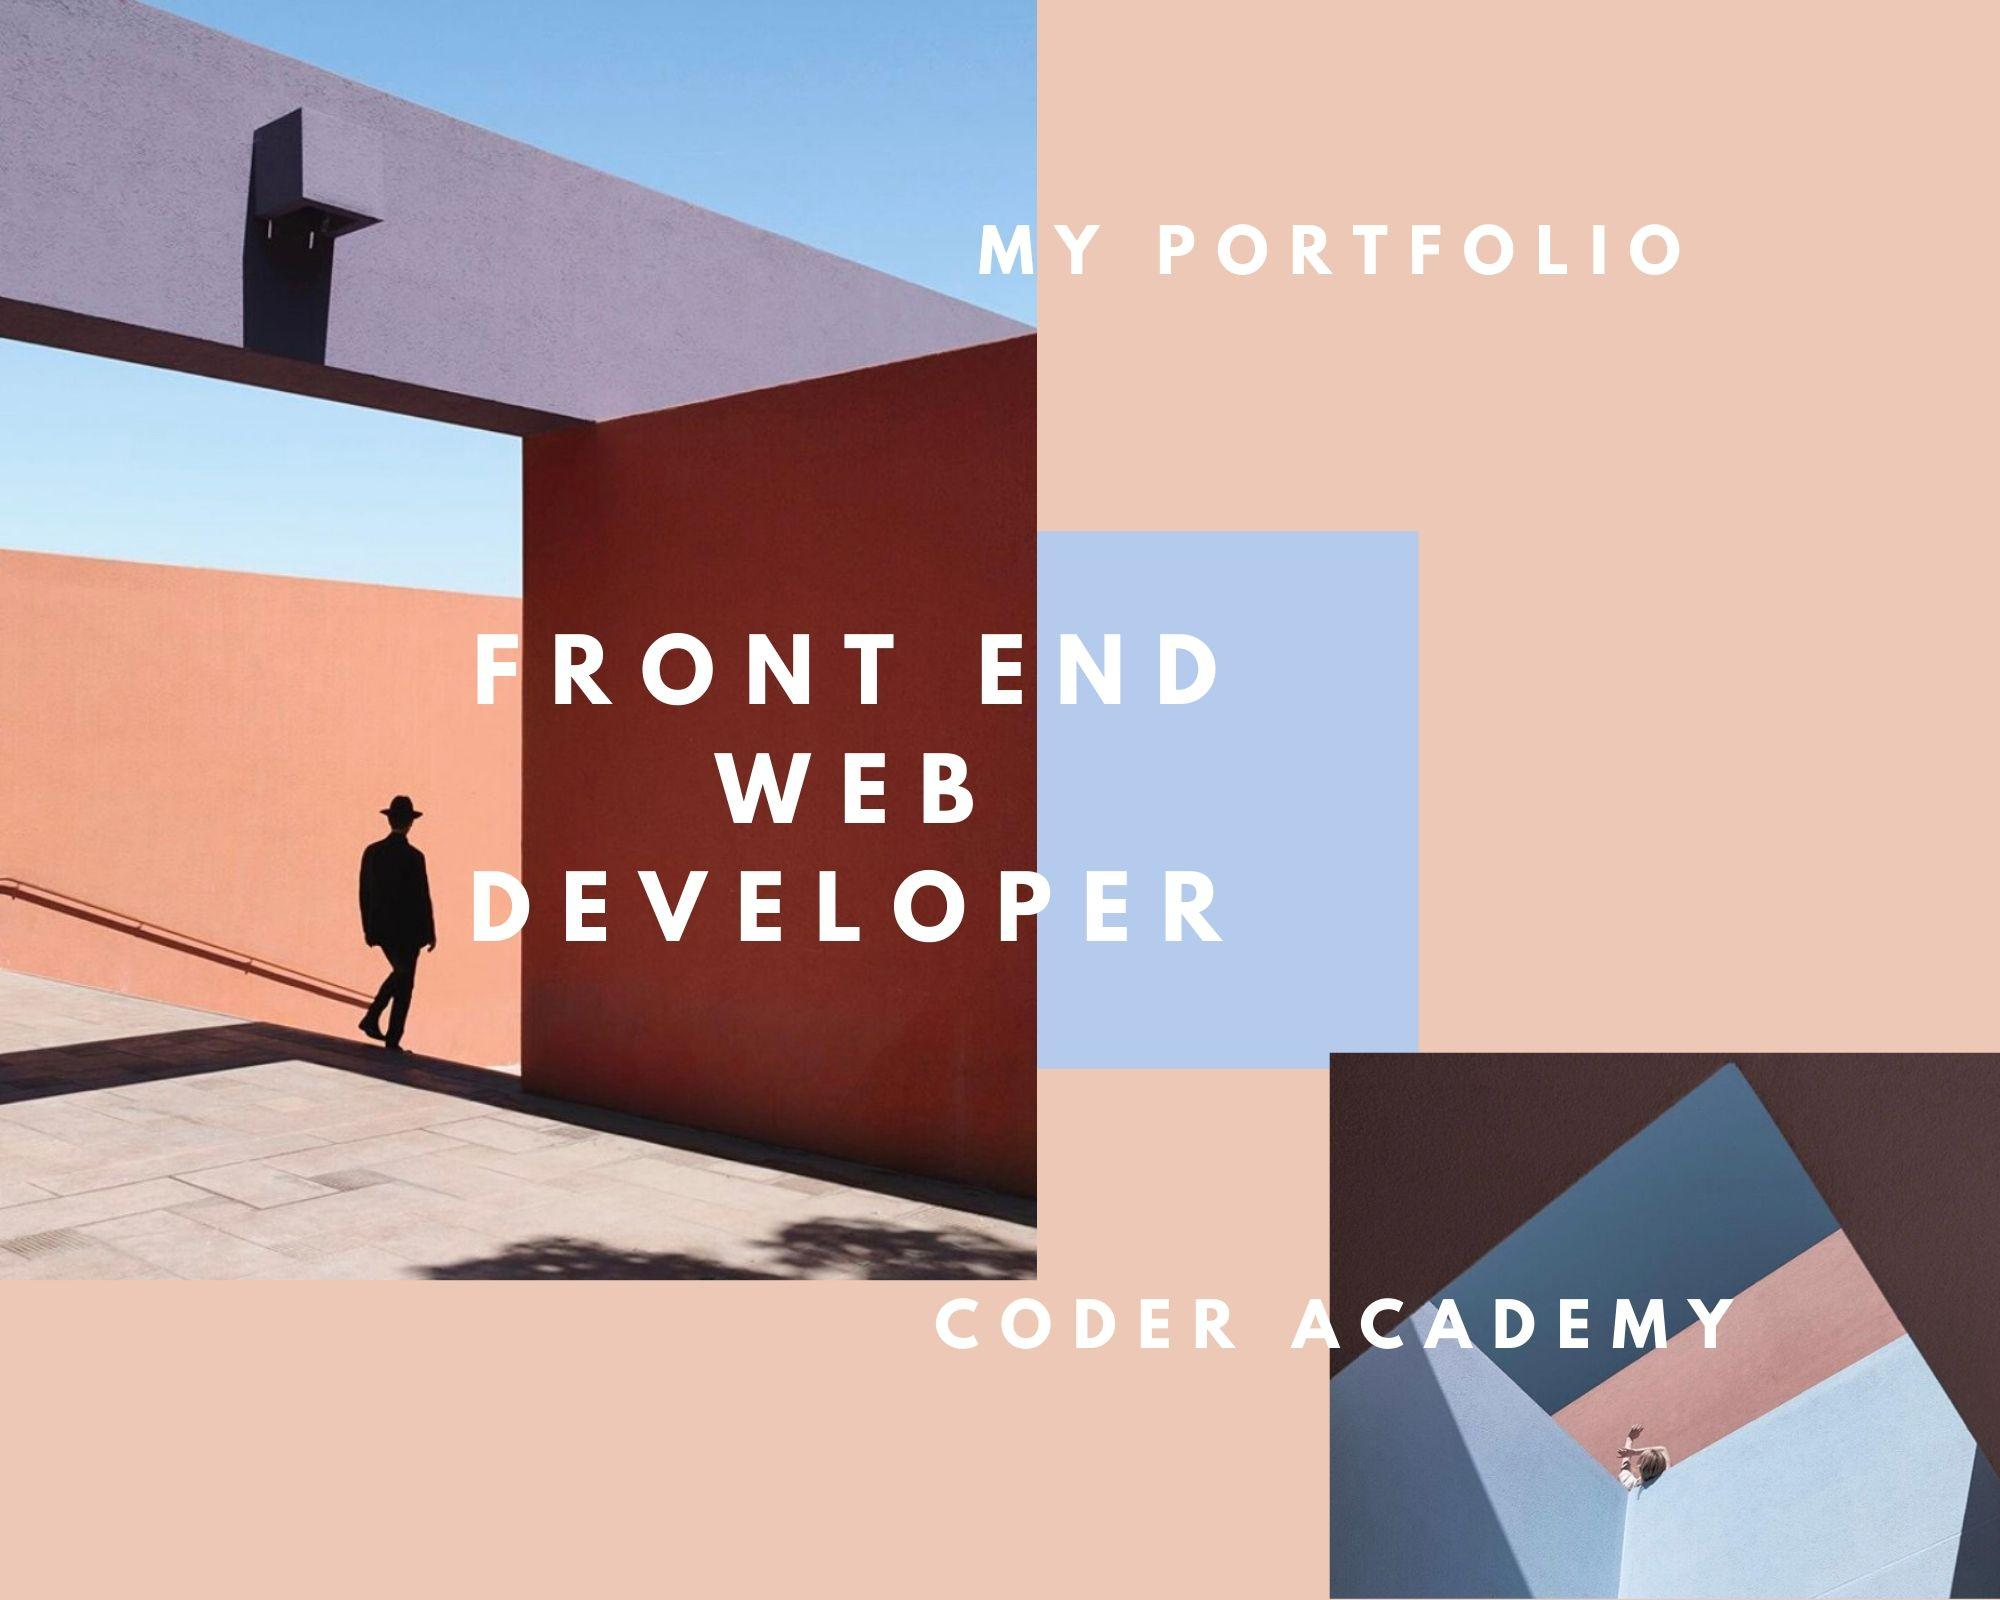 MY PORTFOLIO
FRONT END
WEB
DEVELOPER
CODER ACADEMY